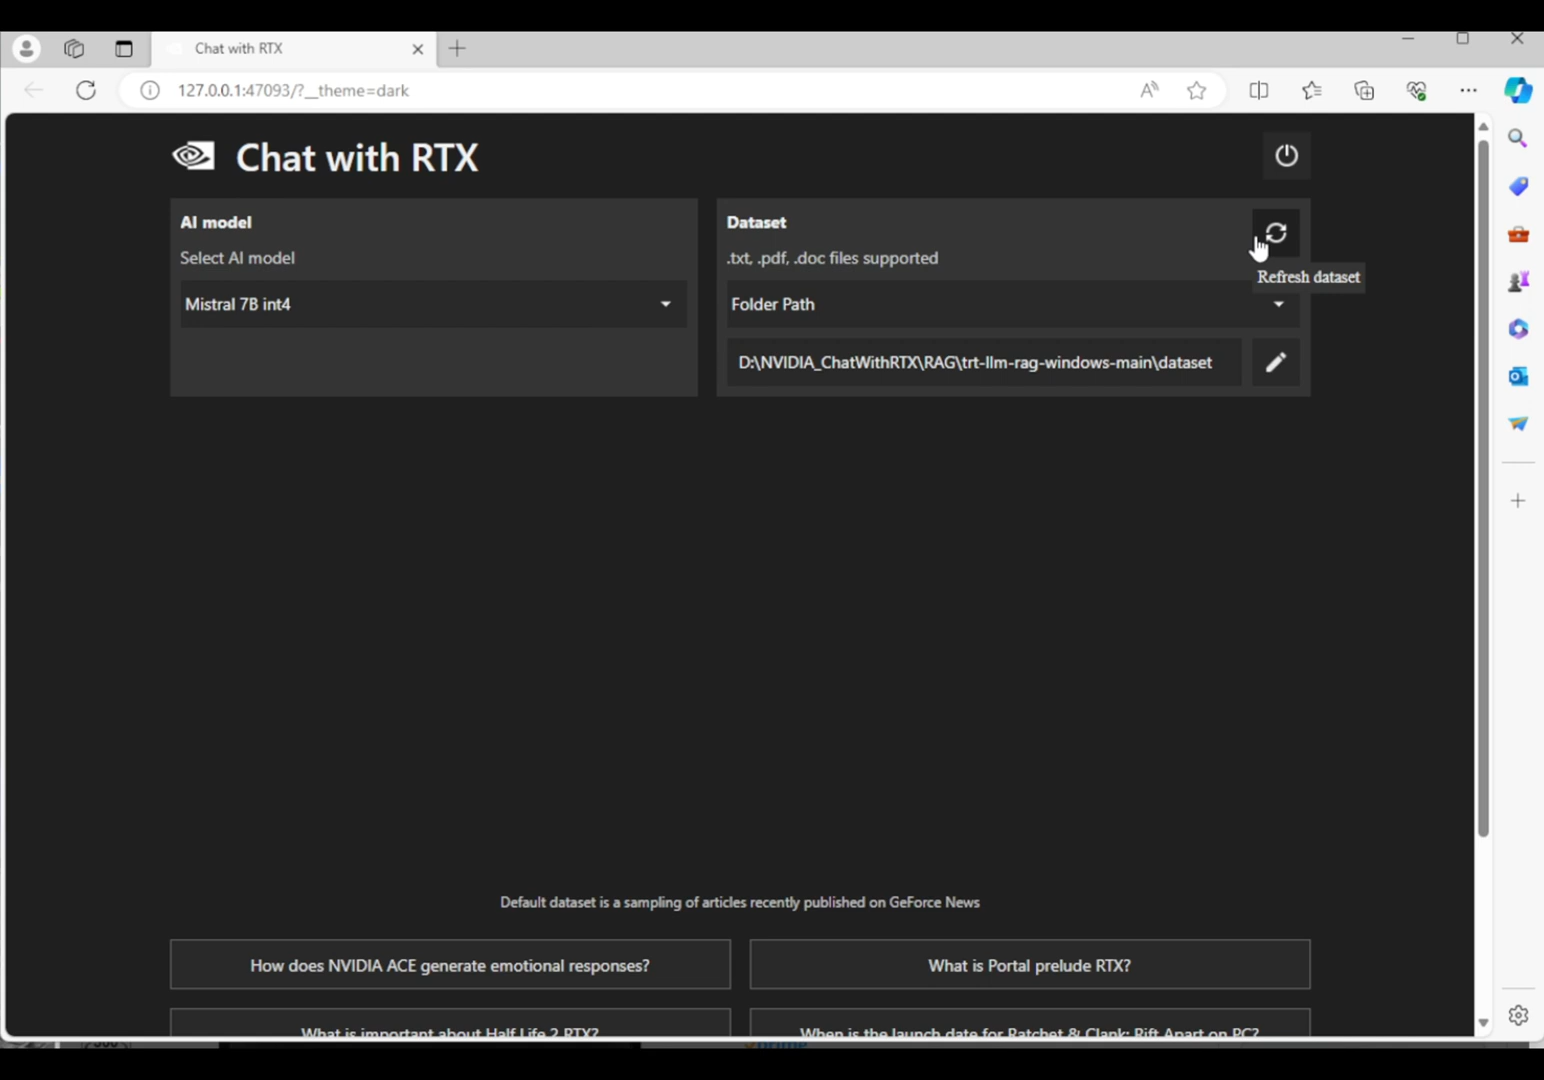 Chat with RTX
127.0.0.1:47093/?__theme=dark
Chat with RTX
AI model
Select AI model
Mistral 7B int4
Dataset
.txt, .pdf, .doc files supported
Refresh dataset
Folder Path
D:\NVIDIA_ChatWithRTX\RAG\trt-llm-rag-windows-main\dataset
Default dataset is a sampling of articles recently published on GeForce News
How does NVIDIA ACE generate emotional responses?
What is Portal prelude RTX?
What is important about Half Life 2 RTX?
When is the launch date for Ratchet & Clank: Rift Apart on PC?